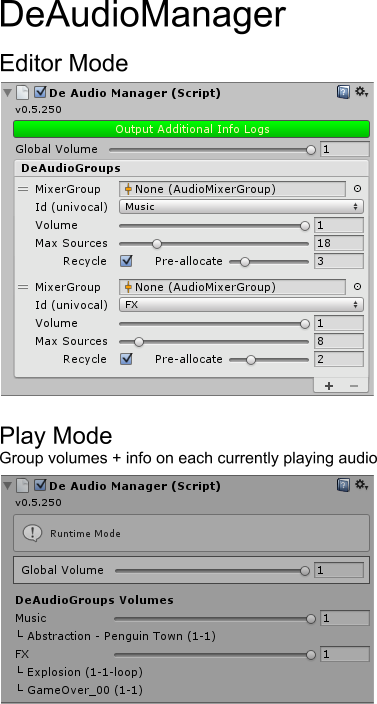 DeAudioManager
Editor Mode
De Audio Manager (Script)
v0.5.250
Output Additional Info Logs
Global Volume 1
DeAudioGroups
MixerGroup None (AudioMixerGroup)
Id (univocal) Music
Volume 1
Max Sources 18
Recycle Pre-allocate 3
MixerGroup None (AudioMixerGroup)
Id (univocal) FX
Volume 1
Max Sources 8
Recycle Pre-allocate 2
+ −
Play Mode
Group volumes + info on each currently playing audio
De Audio Manager (Script)
v0.5.250
Runtime Mode
Global Volume 1
DeAudioGroups Volumes
Music 1
└ Abstraction - Penguin Town (1-1)
FX 1
└ Explosion (1-1-loop)
└ GameOver_00 (1-1)